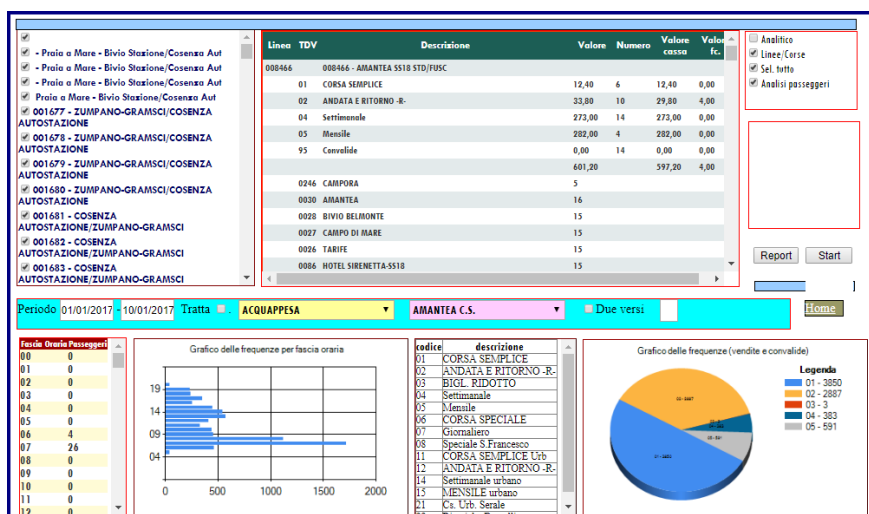 - Praia a Mare - Bivio Stazione/Cosenza Aut
- Praia a Mare - Bivio Stazione/Cosenza Aut
- Praia a Mare - Bivio Stazione/Cosenza Aut
Praia a Mare - Bivio Stazione/Cosenza Aut
001677 - ZUMPANO-GRAMSCI/COSENZA
AUTOSTAZIONE
001678 - ZUMPANO-GRAMSCI/COSENZA
AUTOSTAZIONE
001679 - ZUMPANO-GRAMSCI/COSENZA
AUTOSTAZIONE
001680 - ZUMPANO-GRAMSCI/COSENZA
AUTOSTAZIONE
001681 - COSENZA
AUTOSTAZIONE/ZUMPANO-GRAMSCI
001682 - COSENZA
AUTOSTAZIONE/ZUMPANO-GRAMSCI
001683 - COSENZA
AUTOSTAZIONE/ZUMPANO-GRAMSCI
Linea TDV Descrizione Valore Numero Valore cassa Valor fc.
008466 008466 - AMANTEA SS18 STD/FUSC
01 CORSA SEMPLICE 12,40 6 12,40 0,00
02 ANDATA E RITORNO -R- 33,80 10 29,80 4,00
04 Settimanale 273,00 14 273,00 0,00
05 Mensile 282,00 4 282,00 0,00
95 Convalide 0,00 14 0,00 0,00
601,20 597,20 4,00
0246 CAMPORA 5
0030 AMANTEA 16
0028 BIVIO BELMONTE 15
0027 CAMPO DI MARE 15
0026 TARIFE 15
0086 HOTEL SIRENETTA-SS18 15
Analitico
Linee/Corse
Sel. tutto
Analisi passeggeri
Report Start
]
Periodo 01/01/2017 - 10/01/2017 Tratta . ACQUAPPESA AMANTEA C.S. Due versi
Home
Fascia Oraria Passeggeri
00 0
01 0
02 0
03 0
04 0
05 0
06 4
07 26
08 0
09 0
10 0
11 0
12 0
Grafico delle frequenze per fascia oraria
19
14
09
04
0 500 1000 1500 2000
codice descrizione
01 CORSA SEMPLICE
02 ANDATA E RITORNO -R-
03 BIGL. RIDOTTO
04 Settimanale
05 Mensile
06 CORSA SPECIALE
07 Giornaliero
08 Speciale S.Francesco
11 CORSA SEMPLICE Urb
12 ANDATA E RITORNO -R-
14 Settimanale urbano
15 MENSILE urbano
21 Cs. Urb. Serale
Grafico delle frequenze (vendite e convalide)
Legenda
01 - 3850
02 - 2887
03 - 3
04 - 383
05 - 591